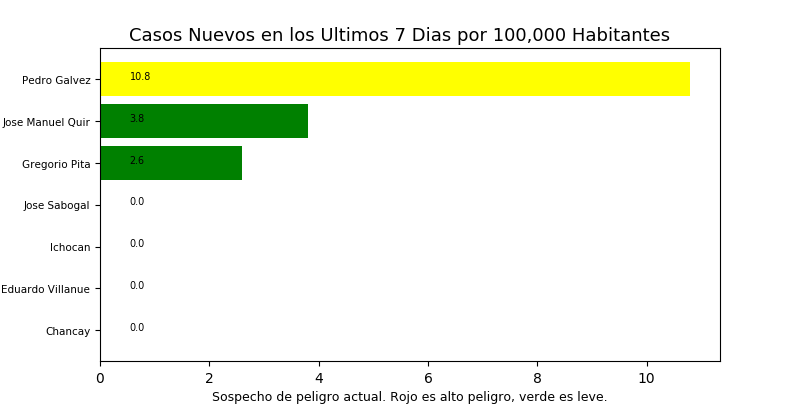 Casos Nuevos en los Ultimos 7 Dias por 100,000 Habitantes
Pedro Galvez 10.8
Jose Manuel Quir 3.8
Gregorio Pita 2.6
Jose Sabogal 0.0
Ichocan 0.0
Eduardo Villanue 0.0
Chancay 0.0
0 2 4 6 8 10
Sospecho de peligro actual. Rojo es alto peligro, verde es leve.